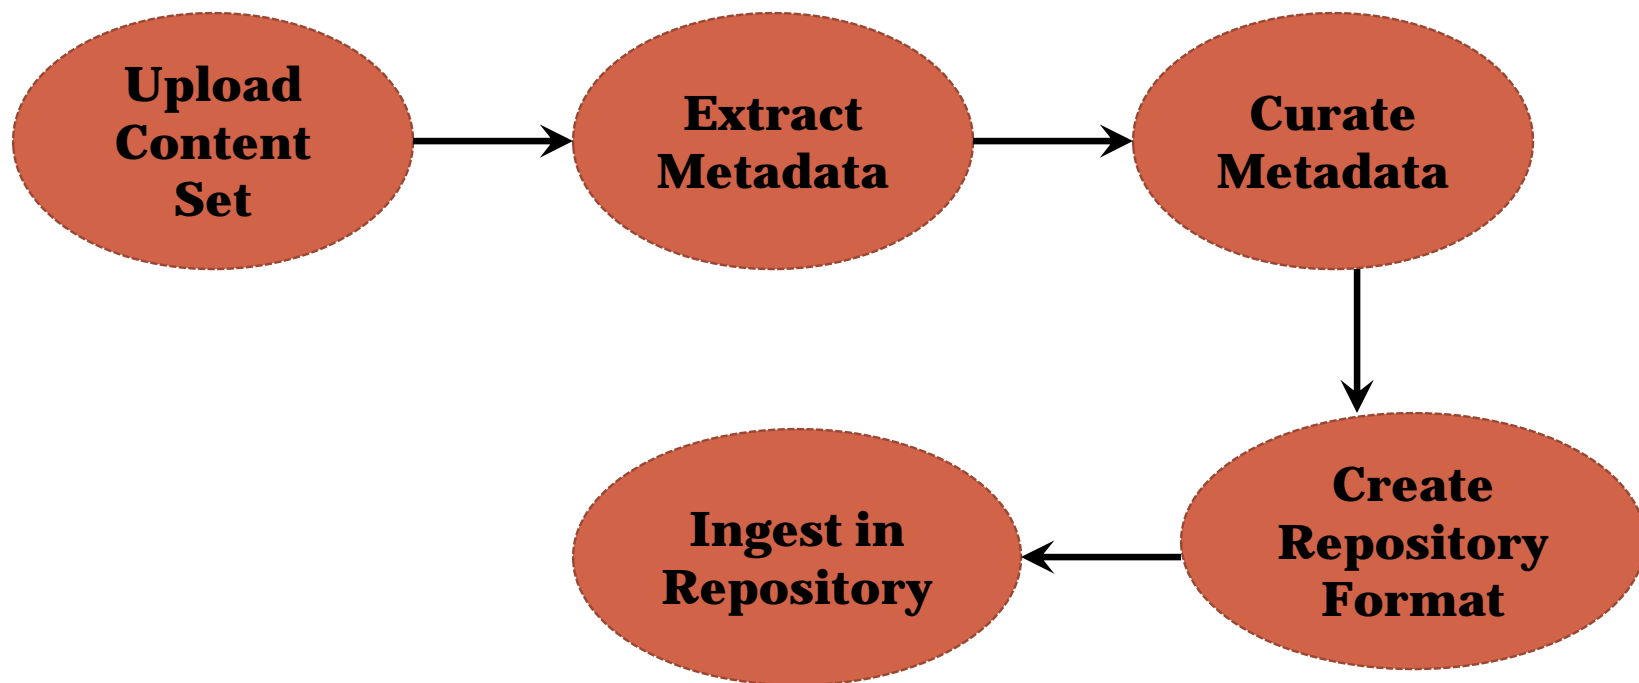 Upload
Content
Set
Extract
Metadata
Curate
Metadata
Create
Repository
Format
Ingest in
Repository